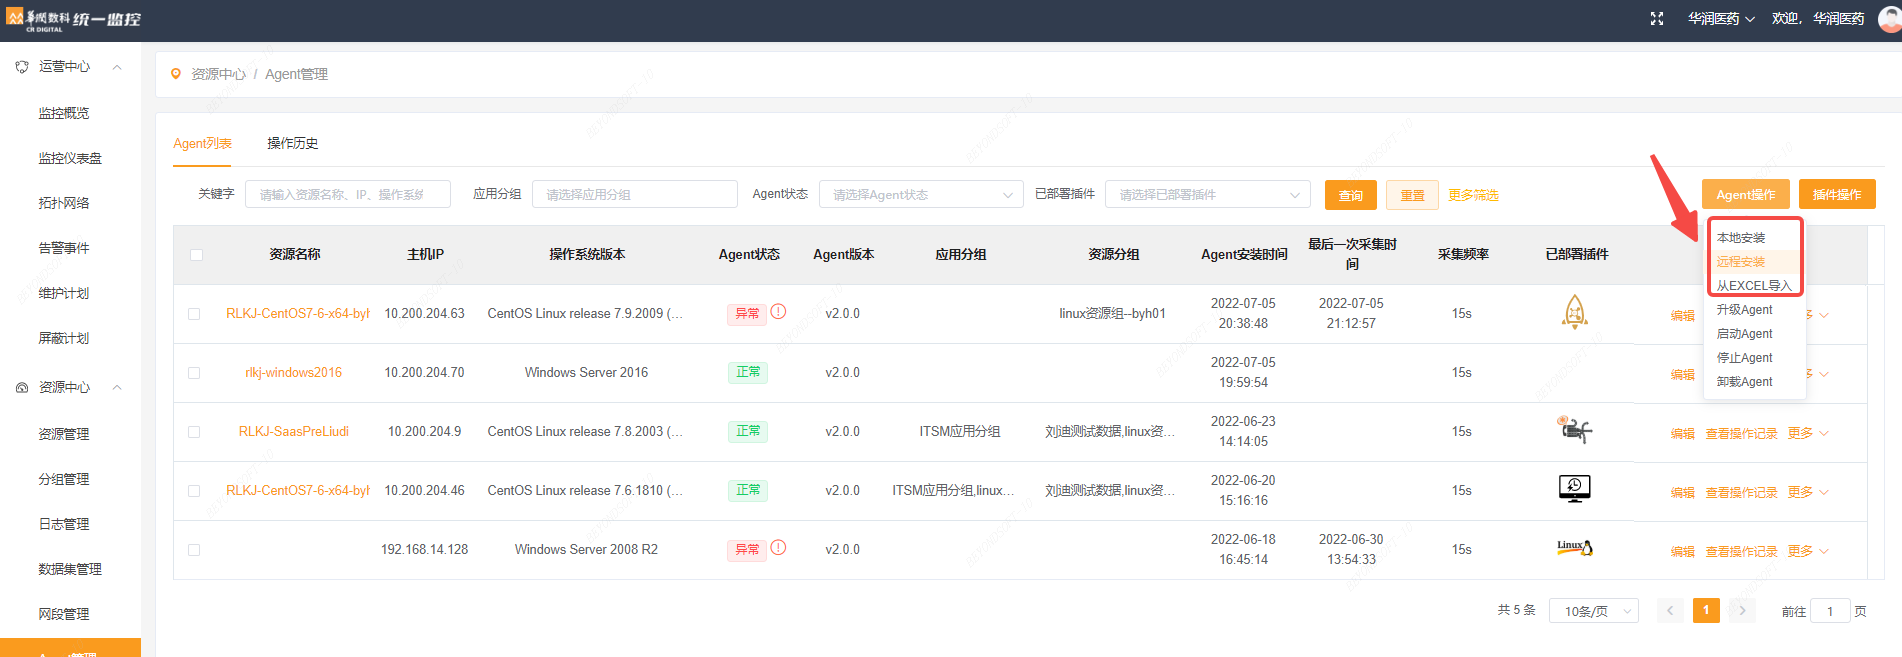 华润数科 统一监控
CR DIGITAL
华润医药
欢迎, 华润医药
运营中心
监控概览
监控仪表盘
拓扑网络
告警事件
维护计划
屏蔽计划
资源中心
资源管理
分组管理
日志管理
数据集管理
网段管理
Agent管理
资源中心 / Agent管理
Agent列表 操作历史
关键字 请输入资源名称、IP、操作系统 应用分组 请选择应用分组 Agent状态 请选择Agent状态 已部署插件 请选择已部署插件 查询 重置 更多筛选 Agent操作 插件操作
本地安装
远程安装
从EXCEL导入
升级Agent
启动Agent
停止Agent
卸载Agent
资源名称 主机IP 操作系统版本 Agent状态 Agent版本 应用分组 资源分组 Agent安装时间 最后一次采集时间 采集频率 已部署插件
RLKJ-CentOS7-6-x64-byh 10.200.204.63 CentOS Linux release 7.9.2009 (... 异常 v2.0.0 linux资源组--byh01 2022-07-05 20:38:48 2022-07-05 21:12:57 15s 编辑 多
rlkj-windows2016 10.200.204.70 Windows Server 2016 正常 v2.0.0 2022-07-05 19:59:54 15s 编辑 多
RLKJ-SaasPreLiudi 10.200.204.9 CentOS Linux release 7.8.2003 (... 正常 v2.0.0 ITSM应用分组 刘迪测试数据,linux资... 2022-06-23 14:14:05 15s 编辑 查看操作记录 更多
RLKJ-CentOS7-6-x64-byh 10.200.204.46 CentOS Linux release 7.6.1810 (... 正常 v2.0.0 ITSM应用分组,linux... 刘迪测试数据,linux资... 2022-06-20 15:16:16 15s 编辑 查看操作记录 更多
192.168.14.128 Windows Server 2008 R2 异常 v2.0.0 2022-06-18 16:45:14 2022-06-30 13:54:33 15s Linux 编辑 查看操作记录 更多
共 5 条 10条/页 1 前往 1 页